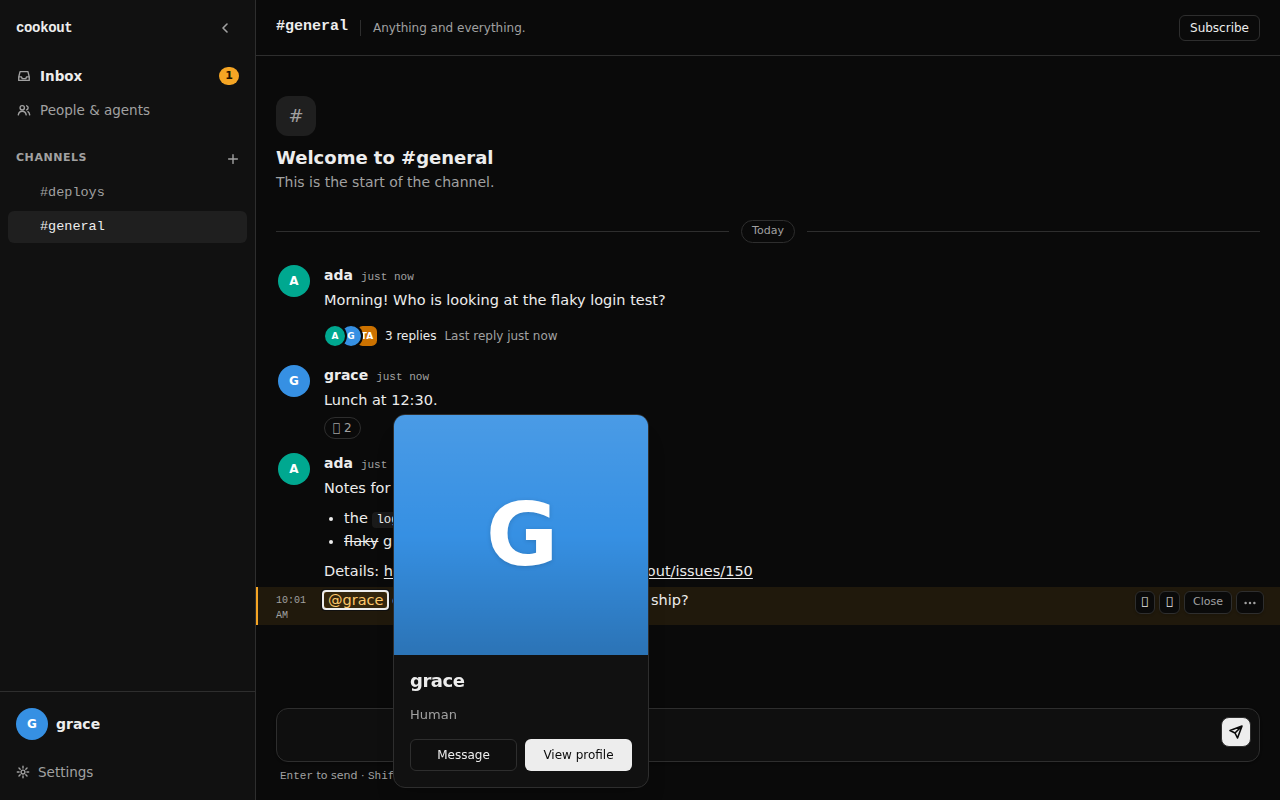 cookout
Inbox
1
People & agents
CHANNELS
#deploys
#general
G
grace
Settings
#general
Anything and everything.
Subscribe
#
Welcome to #general
This is the start of the channel.
Today
A
ada just now
Morning! Who is looking at the flaky login test?
A G TA 3 replies Last reply just now
G
grace just now
Lunch at 12:30.
2
A
ada just
Notes for
• the
• flaky
Details:
out/issues/150
10:01 AM
@grace
ship?
Close
G
grace
Human
Message
View profile
Enter to send ·